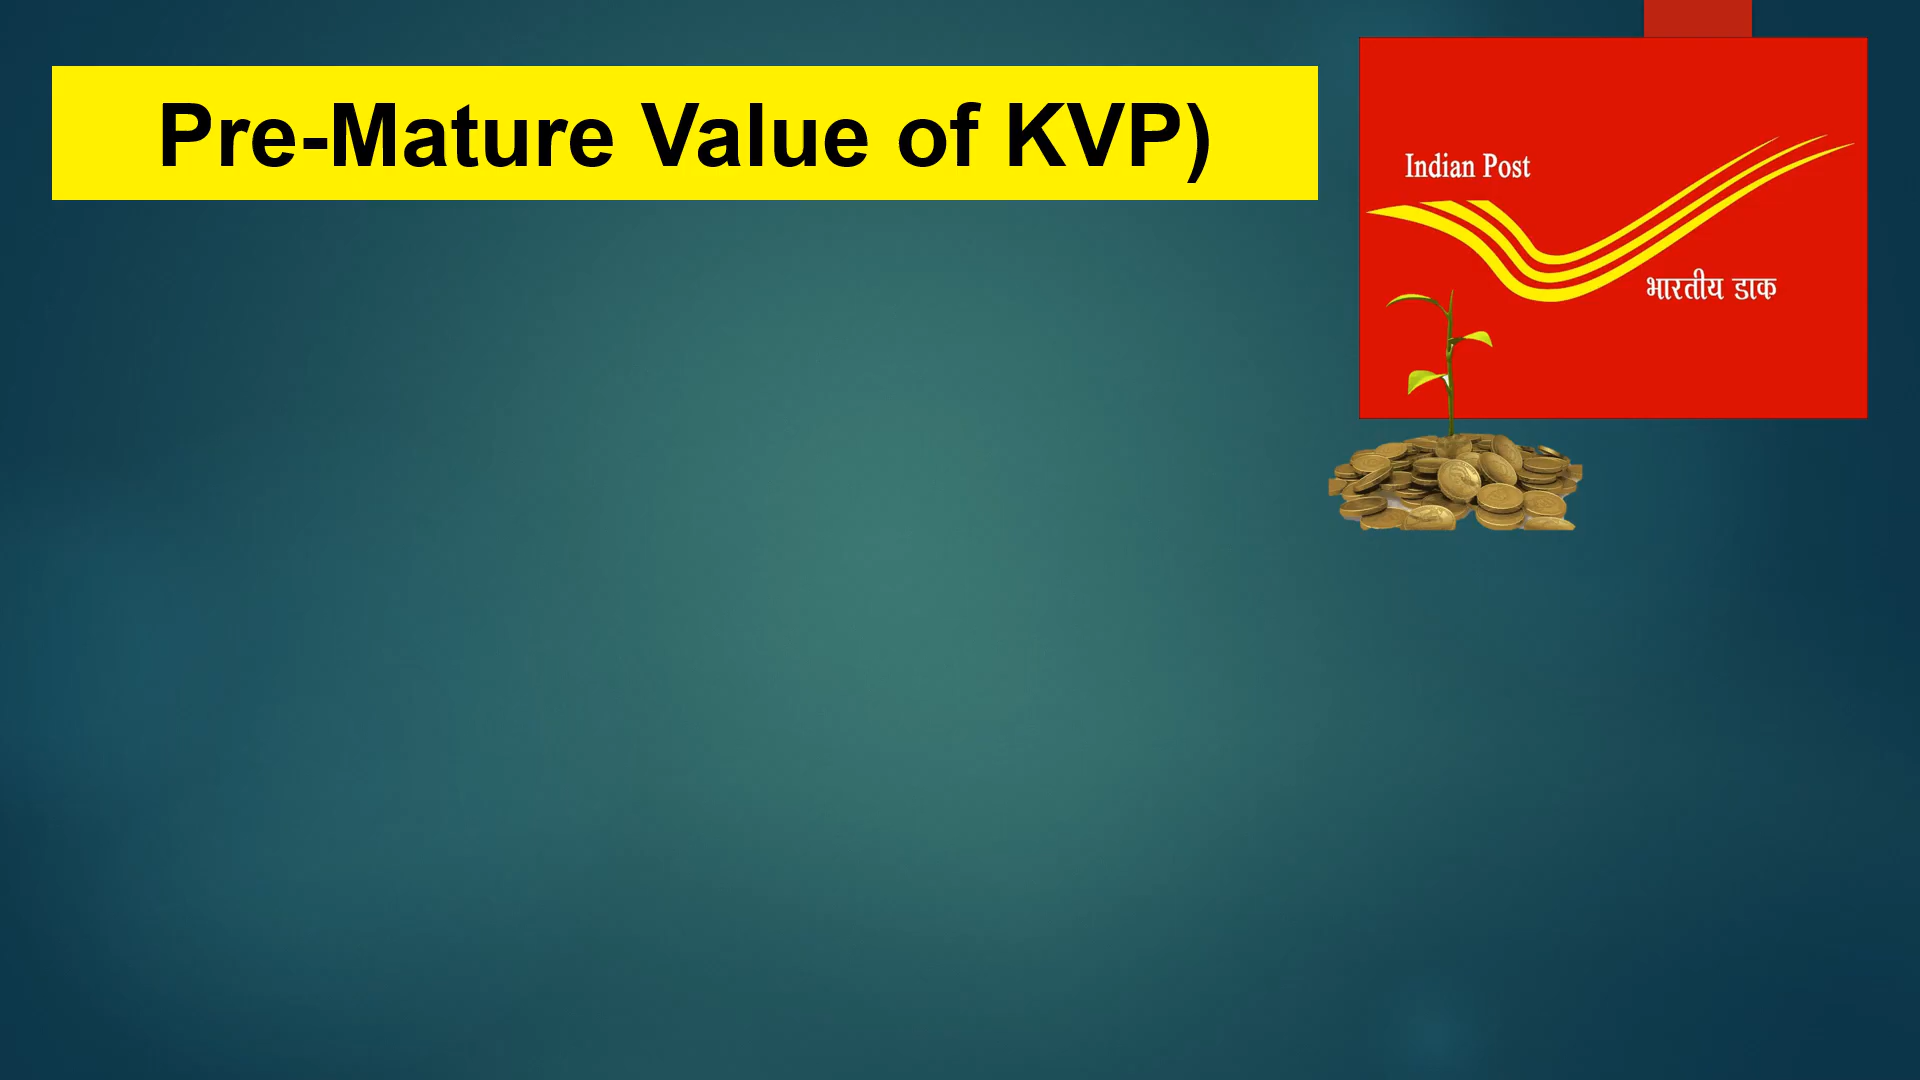 Pre-Mature Value of KVP)
Indian Post
भारतीय डाक